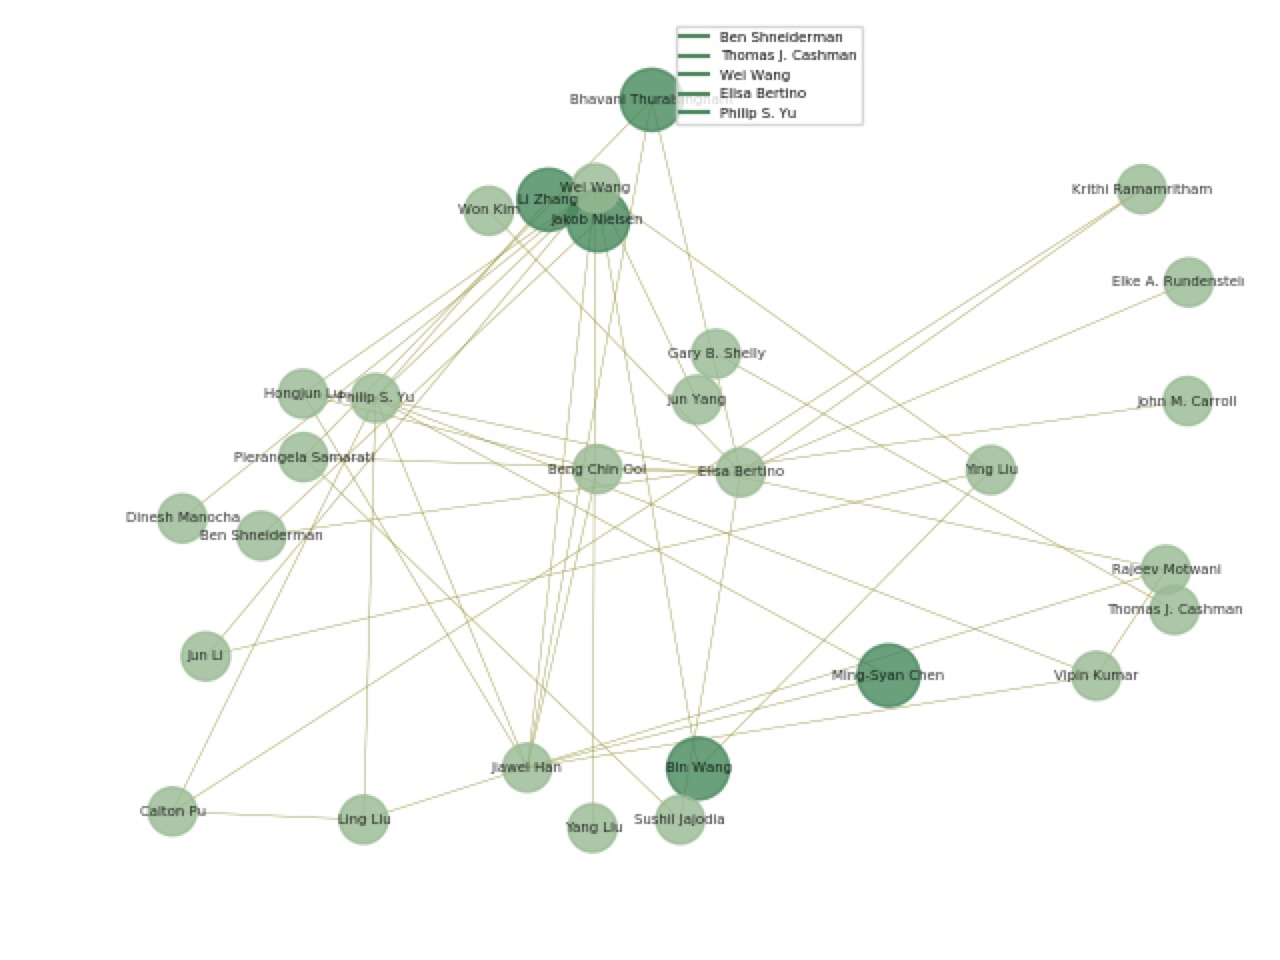 Ben Shneiderman
Thomas J. Cashman
Wei Wang
Elisa Bertino
Philip S. Yu
Bhavani Thuraisingham
Wei Wang
Li Zhang
Won Kim
Jakob Nielsen
Krithi Ramamritham
Elke A. Rundenstei
Gary B. Shelly
Hongjun Lu
Philip S. Yu
Jun Yang
John M. Carroll
Pierangela Samarati
Beng Chin Ooi
Elisa Bertino
Ying Liu
Dinesh Manocha
Ben Shneiderman
Rajeev Motwani
Thomas J. Cashman
Jun Li
Ming-Syan Chen
Vipin Kumar
Jiawei Han
Bin Wang
Calton Pu
Ling Liu
Yang Liu
Sushil Jajodia